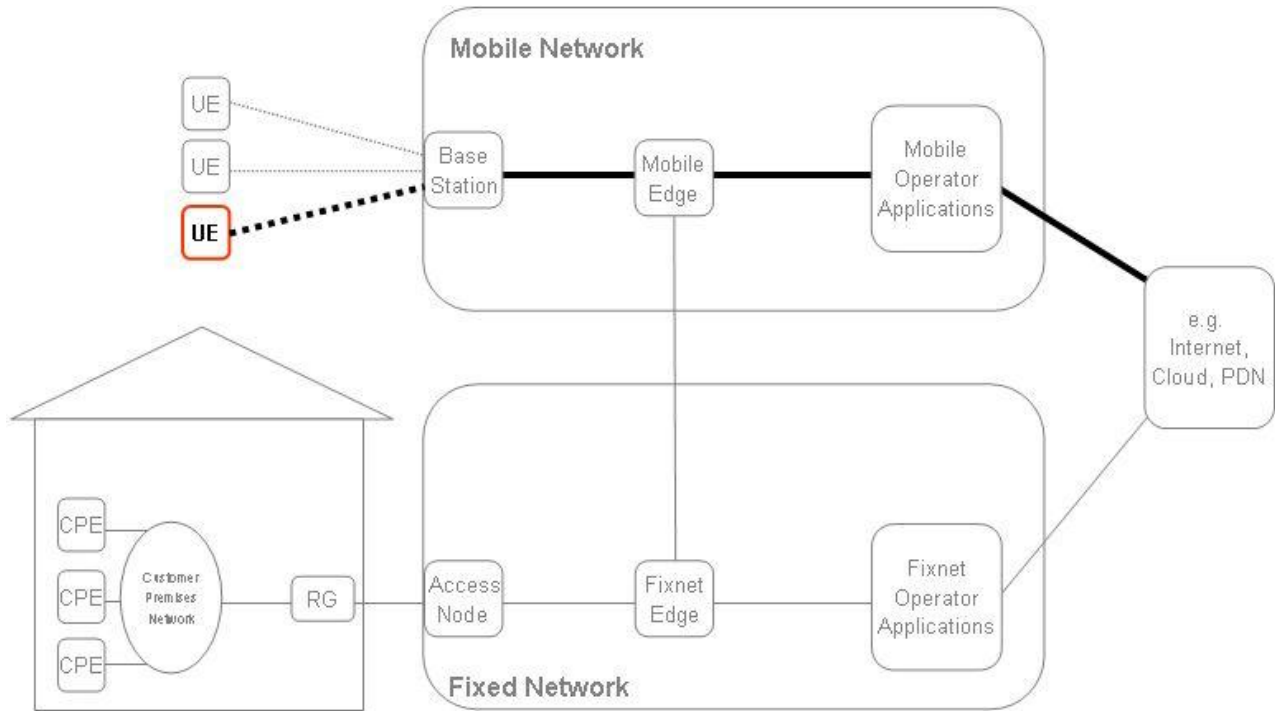 Mobile Network
UE
UE
UE
Base
Station
Mobile
Edge
Mobile
Operator
Applications
e.g.
Internet,
Cloud, PDN
CPE
CPE
CPE
Customer
Premises
Network
RG
Access
Node
Fixnet
Edge
Fixnet
Operator
Applications
Fixed Network